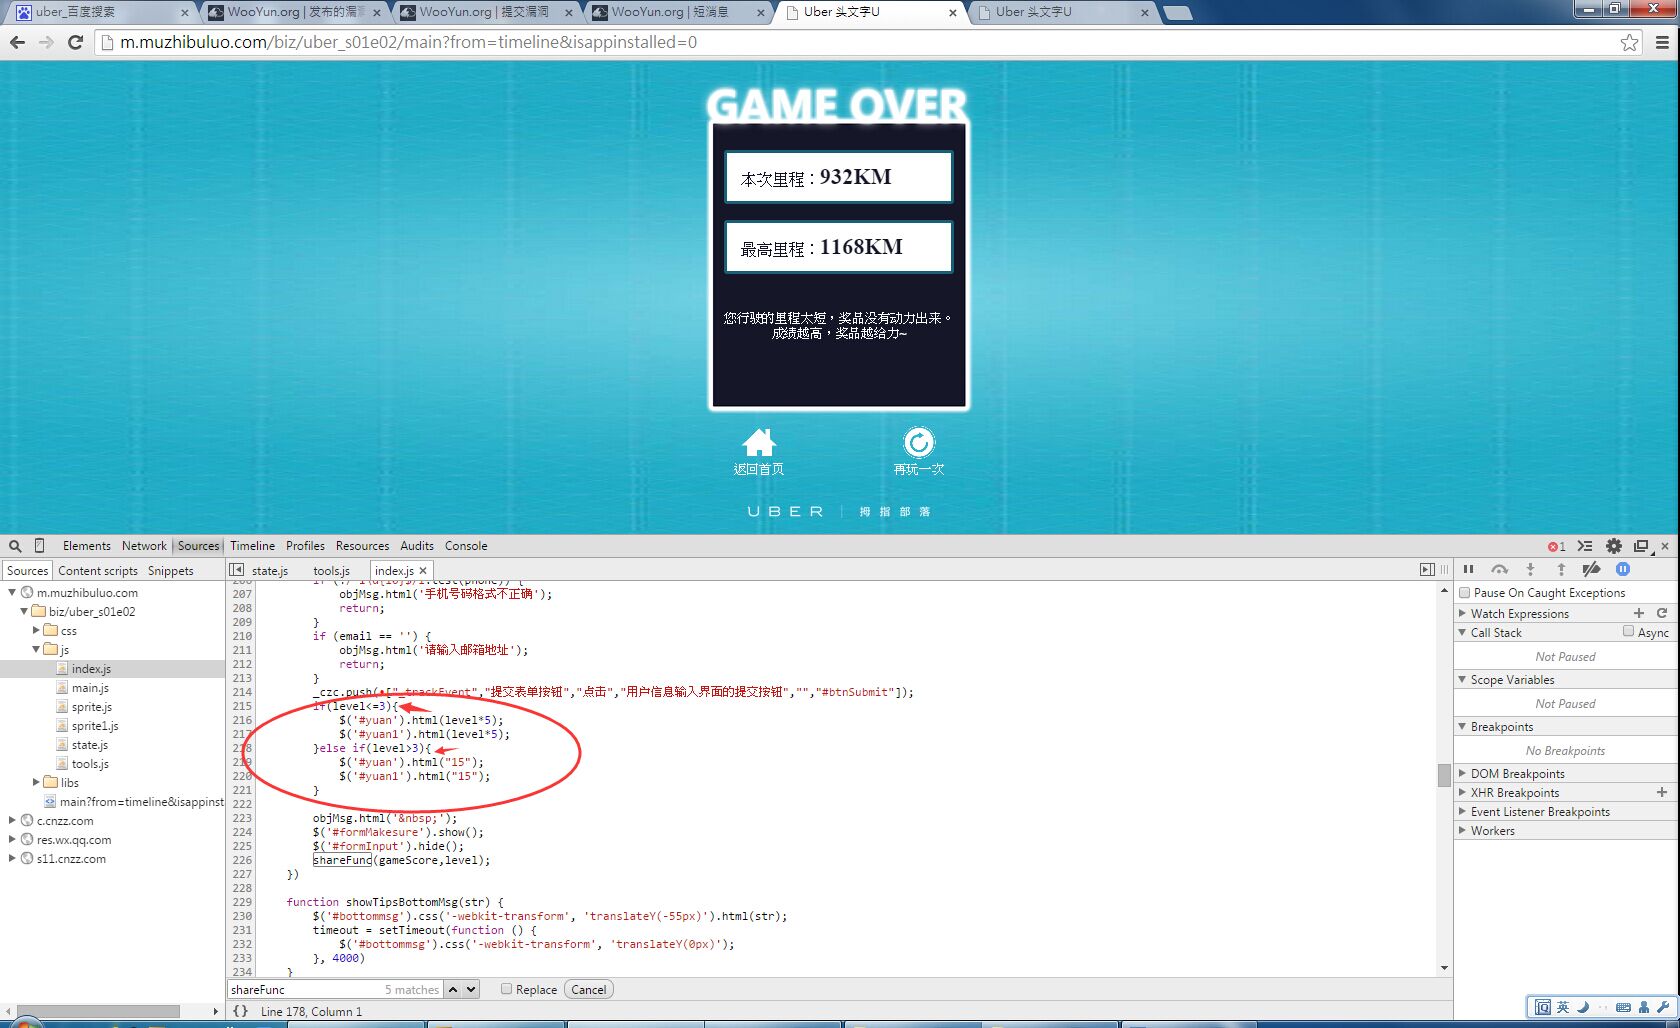 uber_百度搜索
WooYun.org | 发布的漏洞
WooYun.org | 提交漏洞
WooYun.org | 短消息
Uber 头文字U
Uber 头文字U
m.muzhibuluo.com/biz/uber_s01e02/main?from=timeline&isappinstalled=0
GAME OVER
本次里程：932KM
最高里程：1168KM
您行驶的里程太短，奖品没有动力出来。
成绩越高，奖品越给力~
返回首页
再玩一次
UBER | 拇指部落
Elements Network Sources Timeline Profiles Resources Audits Console
1
Sources Content scripts Snippets
state.js tools.js index.js
m.muzhibuluo.com
biz/uber_s01e02
css
js
index.js
main.js
sprite.js
sprite1.js
state.js
tools.js
libs
main?from=timeline&isappinst
c.cnzz.com
res.wx.qq.com
s11.cnzz.com
207 objMsg.html('手机号码格式不正确');
208 return;
209 }
210 if (email == '') {
211 objMsg.html('请输入邮箱地址');
212 return;
213 }
214 _czc.push(•["_trackEvent","提交表单按钮","点击","用户信息输入界面的提交按钮","","#btnSubmit"]);
215 if(level<=3){
216 $('#yuan').html(level*5);
217 $('#yuan1').html(level*5);
218 }else if(level>3){
219 $('#yuan').html("15");
220 $('#yuan1').html("15");
221 }
222
223 objMsg.html('&nbsp;');
224 $('#formMakesure').show();
225 $('#formInput').hide();
226 shareFunc(gameScore,level);
227 })
228
229 function showTipsBottomMsg(str) {
230 $('#bottommsg').css('-webkit-transform', 'translateY(-55px)').html(str);
231 timeout = setTimeout(function () {
232 $('#bottommsg').css('-webkit-transform', 'translateY(0px)');
233 }, 4000)
234 }
shareFunc 5 matches Replace Cancel
{} Line 178, Column 1
Pause On Caught Exceptions
Watch Expressions
Call Stack Async
Not Paused
Scope Variables
Not Paused
Breakpoints
No Breakpoints
DOM Breakpoints
XHR Breakpoints
Event Listener Breakpoints
Workers
英